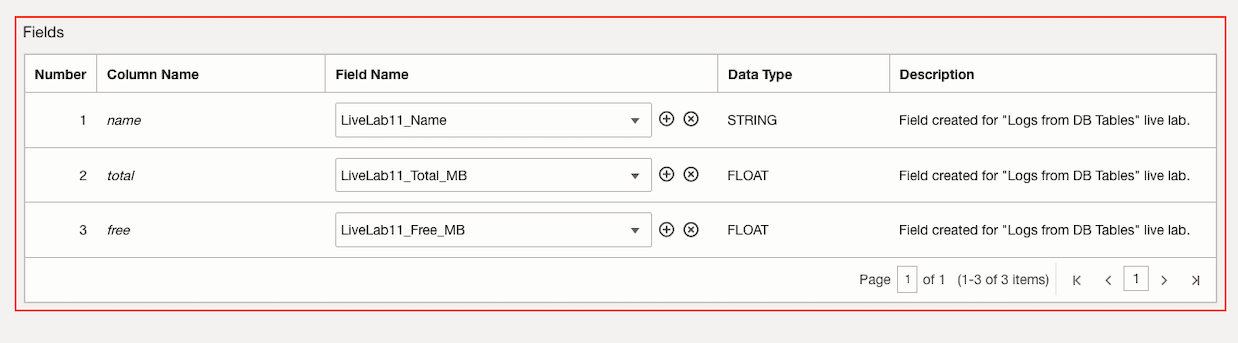 Fields
Number Column Name Field Name Data Type Description
1 name LiveLab11_Name STRING Field created for "Logs from DB Tables" live lab.
2 total LiveLab11_Total_MB FLOAT Field created for "Logs from DB Tables" live lab.
3 free LiveLab11_Free_MB FLOAT Field created for "Logs from DB Tables" live lab.
Page 1 of 1 (1-3 of 3 items) 1